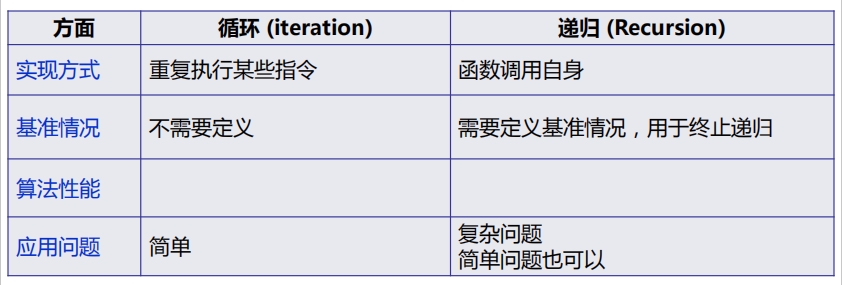 方面 循环 (iteration) 递归 (Recursion)
实现方式 重复执行某些指令 函数调用自身
基准情况 不需要定义 需要定义基准情况，用于终止递归
算法性能
应用问题 简单 复杂问题
简单问题也可以